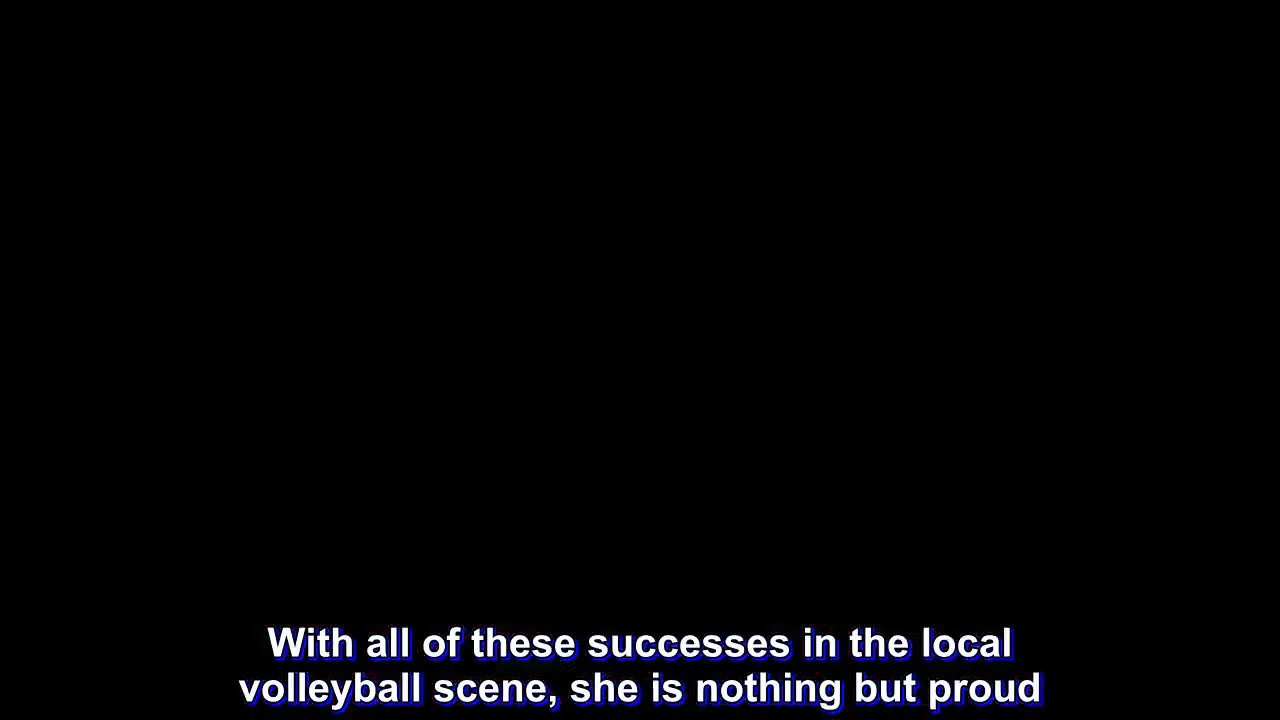 With all of these successes in the local
volleyball scene, she is nothing but proud